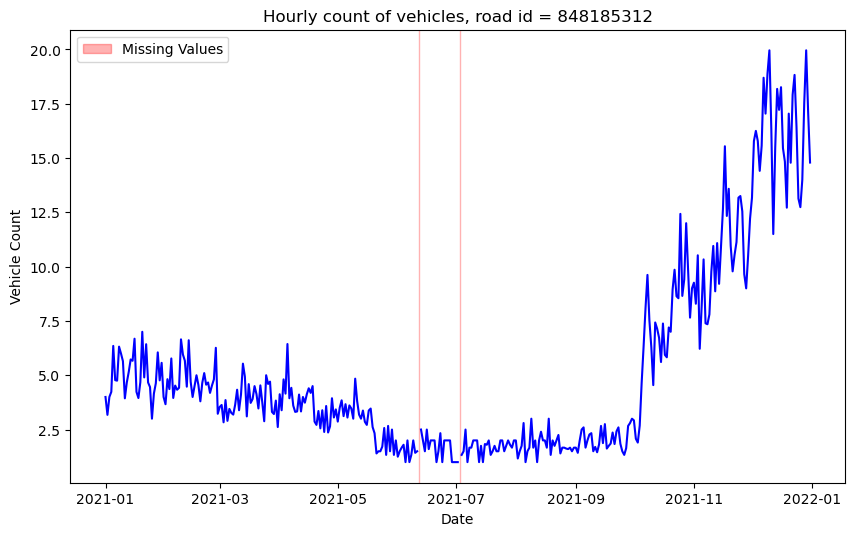 Hourly count of vehicles, road id = 848185312
Missing Values
20.0
17.5
15.0
12.5
10.0
7.5
5.0
2.5
Vehicle Count
2021-01 2021-03 2021-05 2021-07 2021-09 2021-11 2022-01
Date